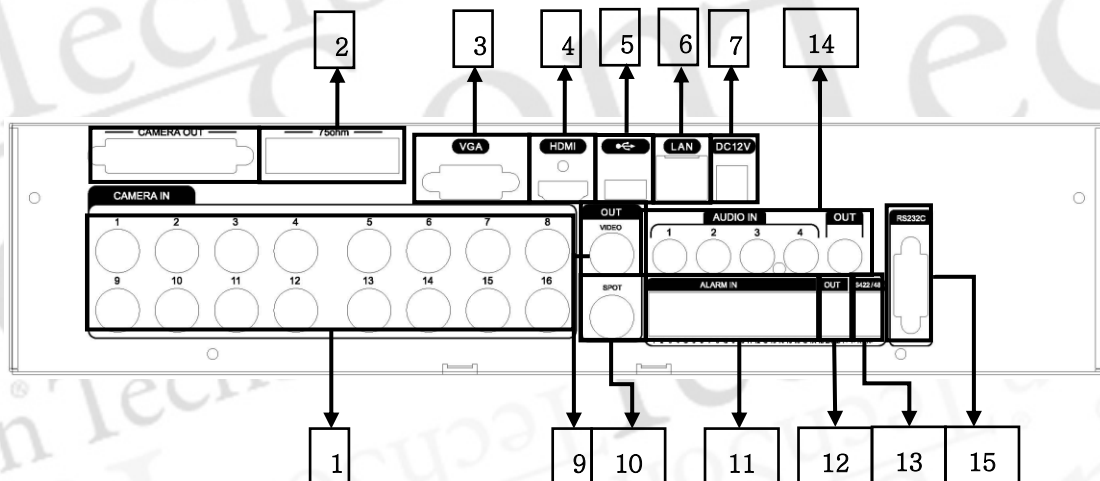 2 3 4 5 6 7 14
CAMERA OUT 75ohm
VGA HDMI LAN DC12V
CAMERA IN
OUT AUDIO IN OUT RS232C
VIDEO
1 2 3 4 5 6 7 8
1 2 3 4
9 10 11 12 13 14 15 16
SPOT ALARM IN OUT S422/48
1 9 10 11 12 13 15